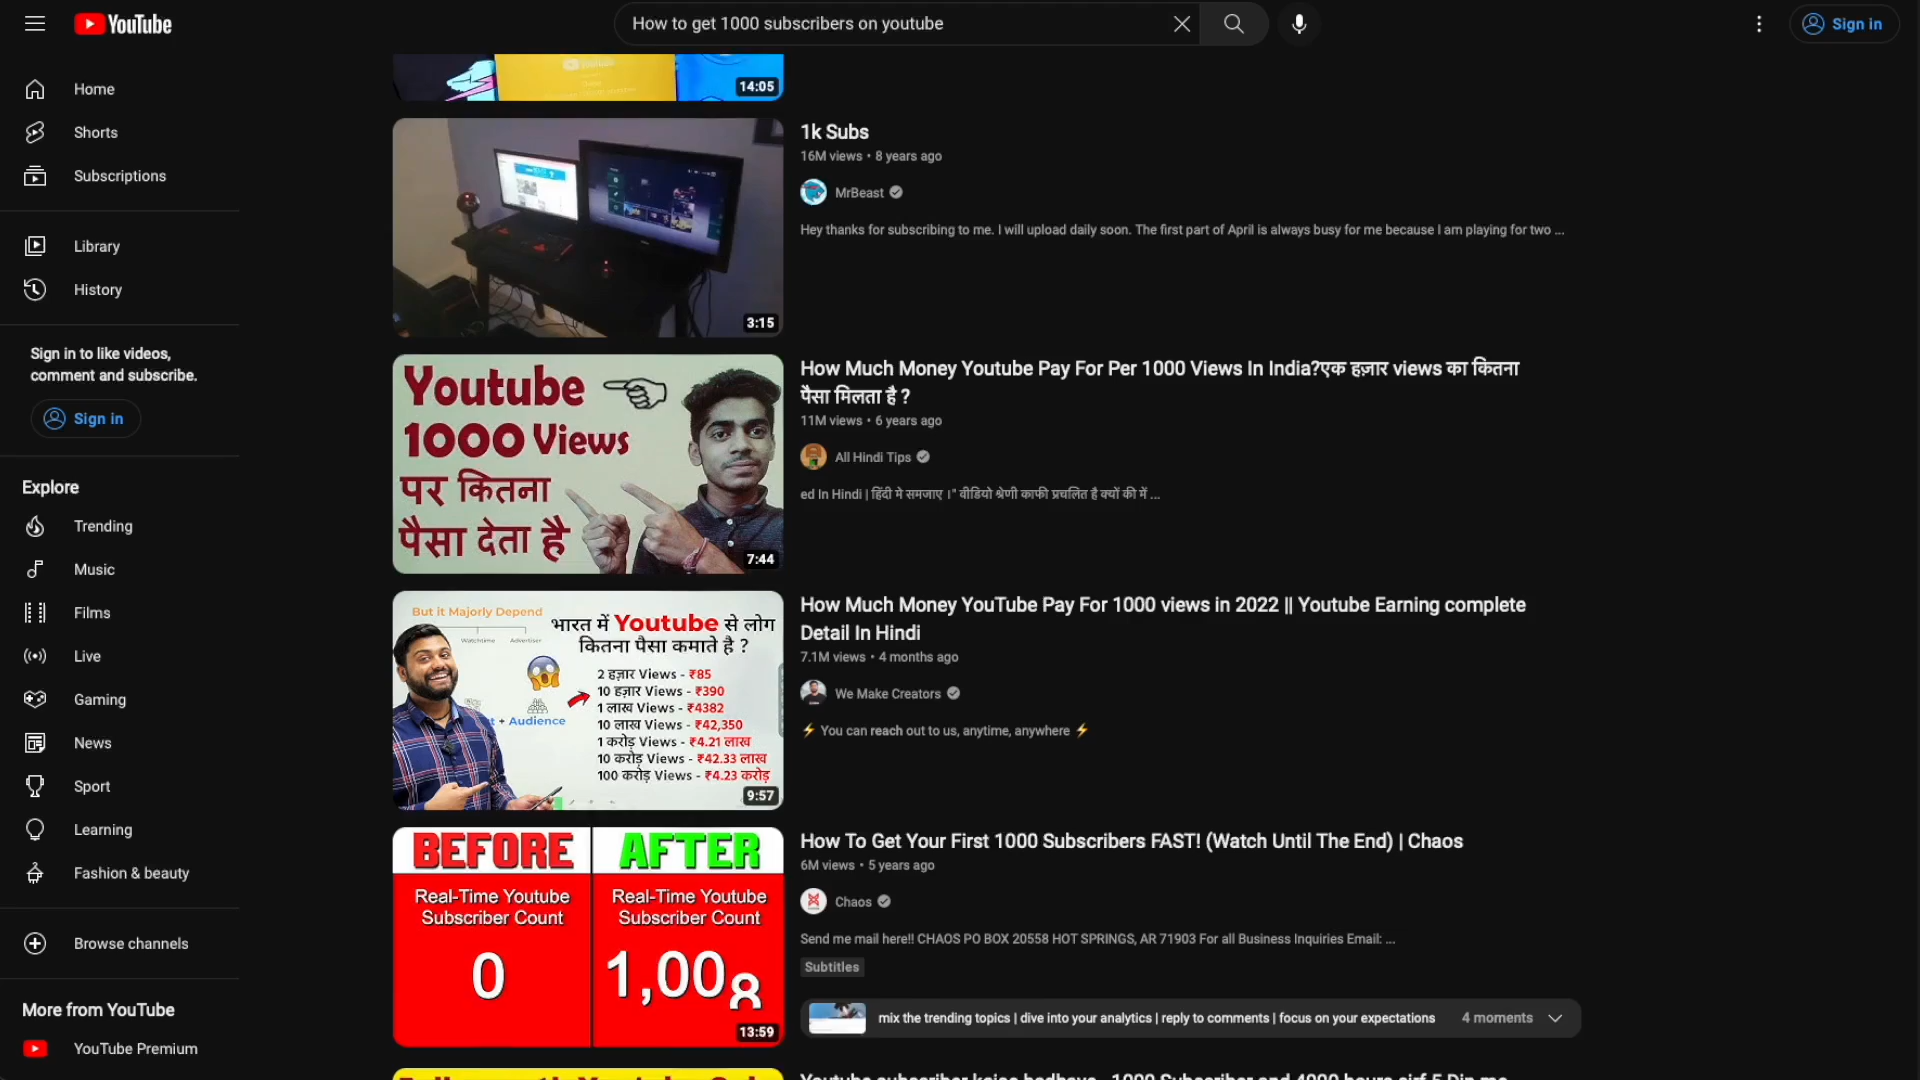 YouTube
How to get 1000 subscribers on youtube
Sign in
Home
Shorts
Subscriptions
Library
History
Sign in to like videos,
comment and subscribe.
Sign in
Explore
Trending
Music
Films
Live
Gaming
News
Sport
Learning
Fashion & beauty
Browse channels
More from YouTube
YouTube Premium
14:05
3:15
1k Subs
16M views • 8 years ago
MrBeast
Hey thanks for subscribing to me. I will upload daily soon. The first part of April is always busy for me because I am playing for two ...
Youtube
1000 Views
पर कितना
पैसा देता है
7:44
How Much Money Youtube Pay For Per 1000 Views In India?एक हज़ार views का कितना
पैसा मिलता है ?
11M views • 6 years ago
All Hindi Tips
ed In Hindi | हिंदी मे समजाए ।" वीडियो श्रेणी काफी प्रचलित है क्यों की में ...
But it Majorly Depend
Watchtime Advertiser
भारत में Youtube से लोग
कितना पैसा कमाते है ?
2 हज़ार Views - ₹85
10 हज़ार Views - ₹390
1 लाख Views - ₹4382
10 लाख Views - ₹42,350
1 करोड़ Views - ₹4.21 लाख
10 करोड़ Views - ₹42.33 लाख
100 करोड़ Views - ₹4.23 करोड़
+ Audience
9:57
How Much Money YouTube Pay For 1000 views in 2022 || Youtube Earning complete
Detail In Hindi
7.1M views • 4 months ago
We Make Creators
⚡ You can reach out to us, anytime, anywhere ⚡
BEFORE
AFTER
Real-Time Youtube
Subscriber Count
0
Real-Time Youtube
Subscriber Count
1,008
13:59
How To Get Your First 1000 Subscribers FAST! (Watch Until The End) | Chaos
6M views • 5 years ago
Chaos
Send me mail here!! CHAOS PO BOX 20558 HOT SPRINGS, AR 71903 For all Business Inquiries Email: ...
Subtitles
mix the trending topics | dive into your analytics | reply to comments | focus on your expectations
4 moments